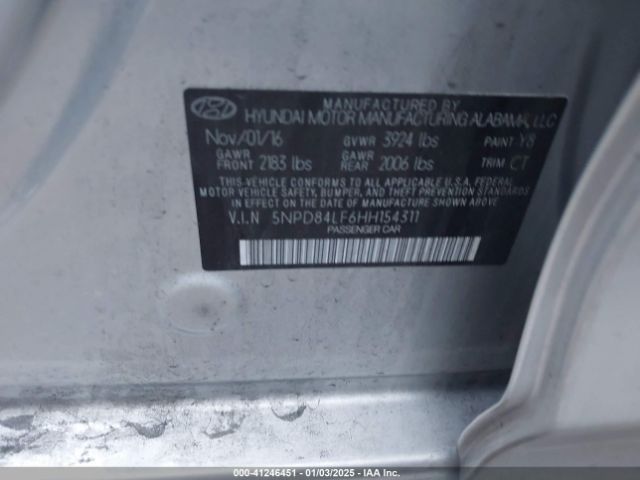 MANUFACTURED BY
HYUNDAI MOTOR MANUFACTURING ALABAMA, LLC
Nov/01/16 GVWR 3924 lbs PAINT Y8
GAWR FRONT 2183 lbs GAWR REAR 2006 lbs TRIM CT
THIS VEHICLE CONFORMS TO ALL APPLICABLE U.S.A. FEDERAL
MOTOR VEHICLE SAFETY, BUMPER, AND THEFT PREVENTION STANDARDS
IN EFFECT ON THE DATE OF MANUFACTURE SHOWN ABOVE.
V.I.N 5NPD84LF6HH154311
PASSENGER CAR
000-41246451 - 01/03/2025 - IAA Inc.